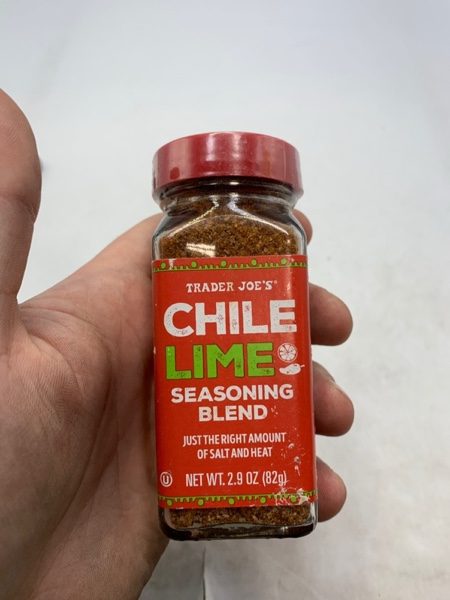 TRADER JOE'S®
CHILE
LIME
SEASONING
BLEND
JUST THE RIGHT AMOUNT
OF SALT AND HEAT
U NET WT. 2.9 OZ (82g)